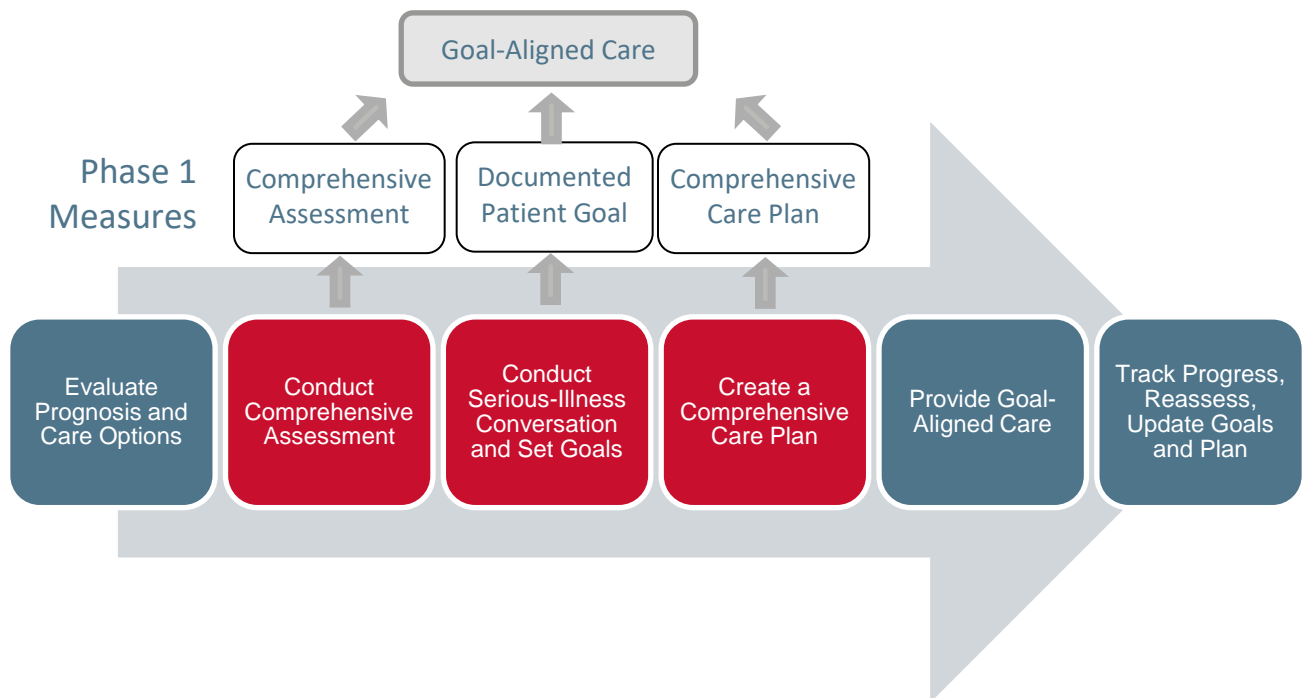 Goal-Aligned Care
Phase 1
Measures
Comprehensive
Assessment
Documented
Patient Goal
Comprehensive
Care Plan
Evaluate
Prognosis and
Care Options
Conduct
Comprehensive
Assessment
Conduct
Serious-Illness
Conversation
and Set Goals
Create a
Comprehensive
Care Plan
Provide Goal-
Aligned Care
Track Progress,
Reassess,
Update Goals
and Plan